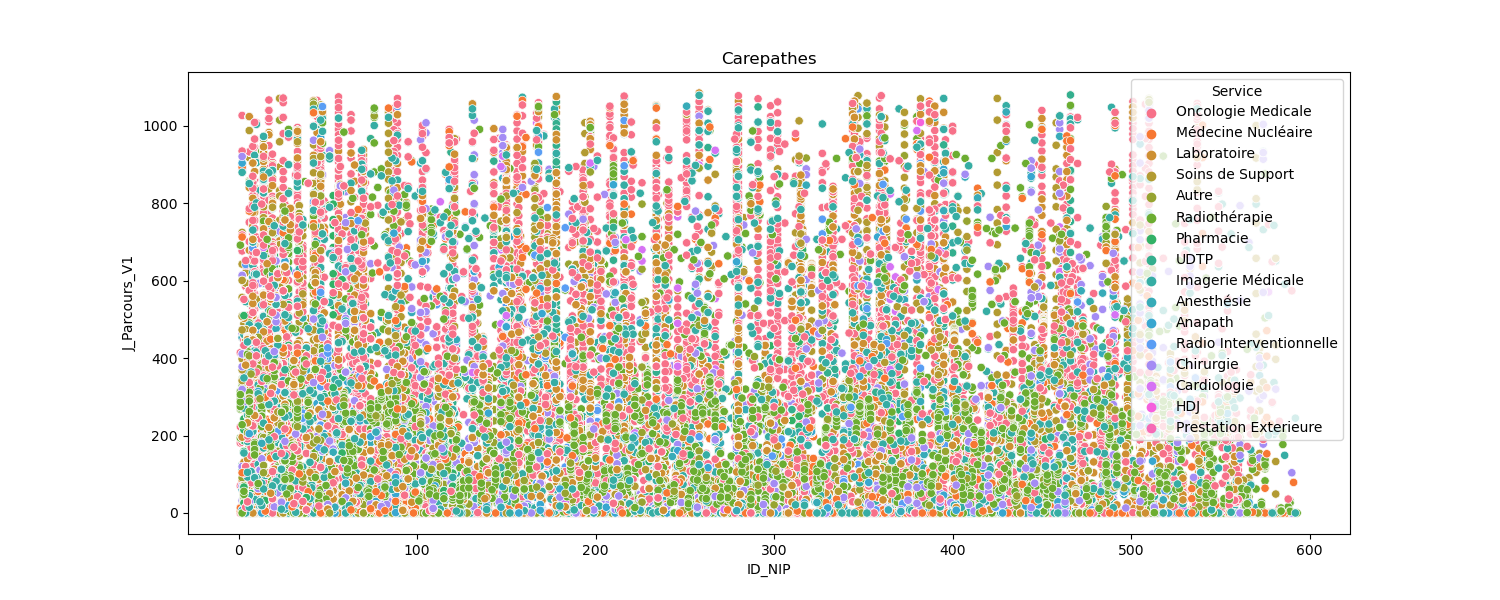 Carepathes
J_Parcours_V1
1000
800
600
400
200
0
0 100 200 300 400 500 600
ID_NIP
Service
Oncologie Medicale
Médecine Nucléaire
Laboratoire
Soins de Support
Autre
Radiothérapie
Pharmacie
UDTP
Imagerie Médicale
Anesthésie
Anapath
Radio Interventionnelle
Chirurgie
Cardiologie
HDJ
Prestation Exterieure